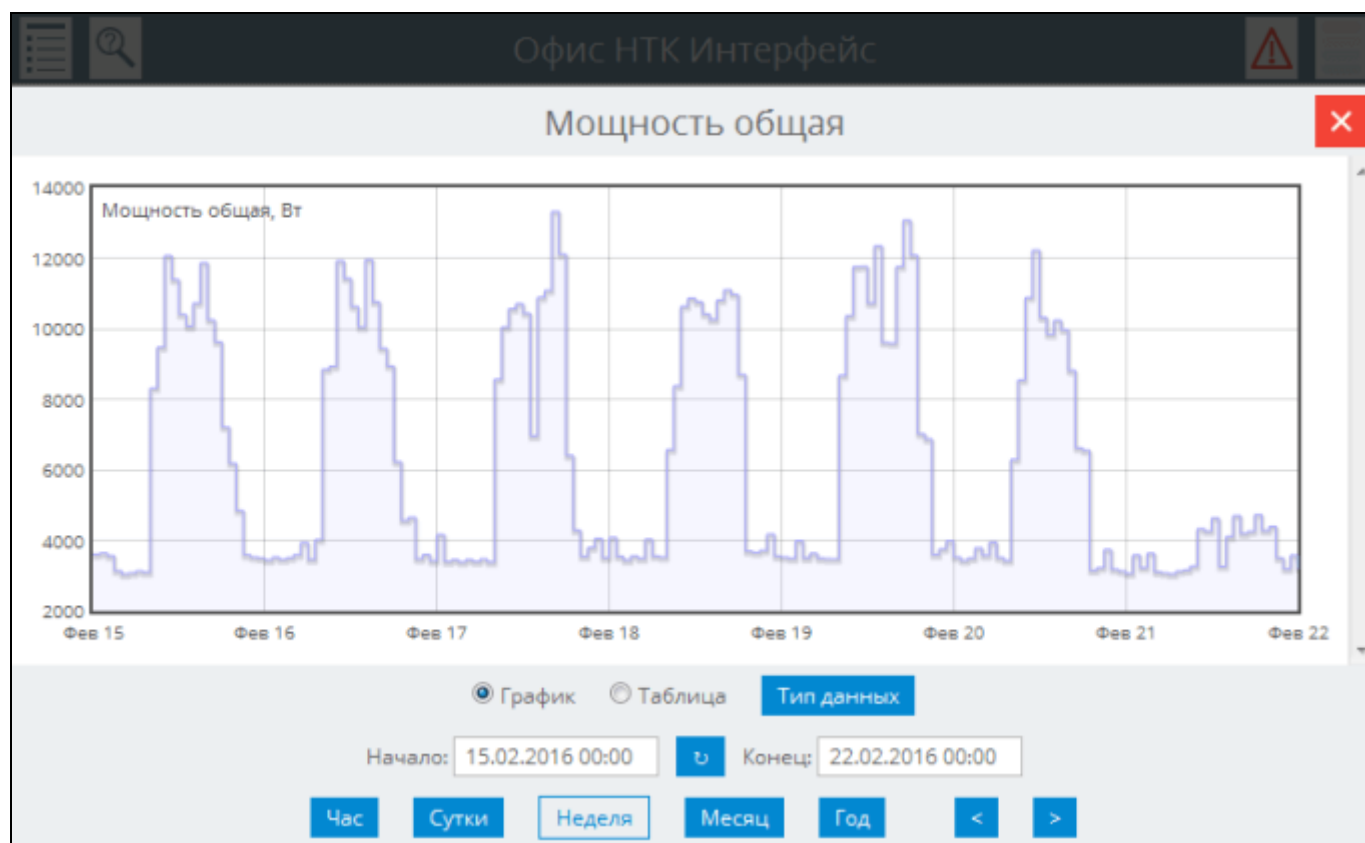 Офис НТК Интерфейс
Мощность общая
14000
Мощность общая, Вт
12000
10000
8000
6000
4000
2000
Фев 15 Фев 16 Фев 17 Фев 18 Фев 19 Фев 20 Фев 21 Фев 22
График Таблица Тип данных
Начало: 15.02.2016 00:00 Конец: 22.02.2016 00:00
Час Сутки Неделя Месяц Год < >